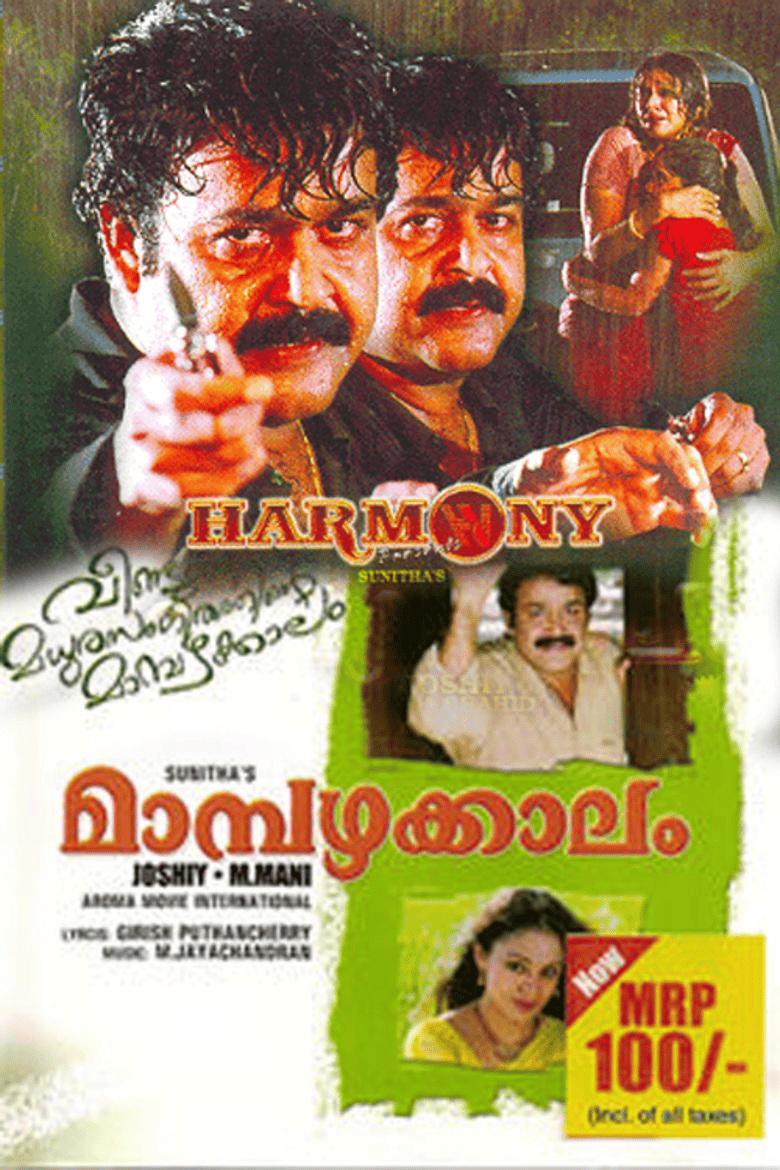 HARMONY
Presents
SUNITHA'S
വീണ്ടും
മാമ്പഴക്കാലം
SUNITHA'S
മാമ്പഴക്കാലം
JOSHIY • M.MANI
AROMA MOVIE INTERNATIONAL
LYRICS: GIRISH PUTHANCHERRY
MUSIC: M.JAYACHANDRAN
Now
MRP
100/-
(Incl. of all taxes)